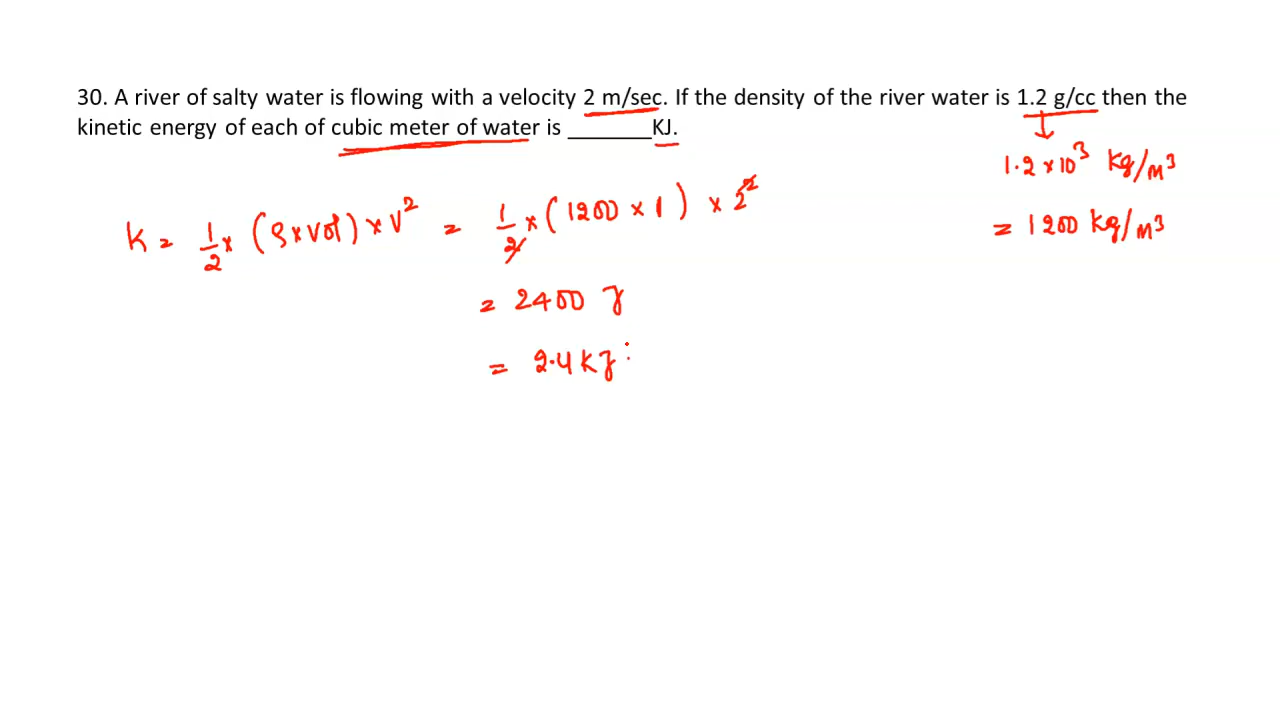 30. A river of salty water is flowing with a velocity 2 m/sec. If the density of the river water is 1.2 g/cc then the
kinetic energy of each of cubic meter of water is _______KJ.
1.2 × 10³ kg/m³
= 1200 kg/m³
K = 1/2 × (ρ × vol) × v² = 1/2 × (1200 × 1) × 2²
= 2400 J
= 2.4 kJ